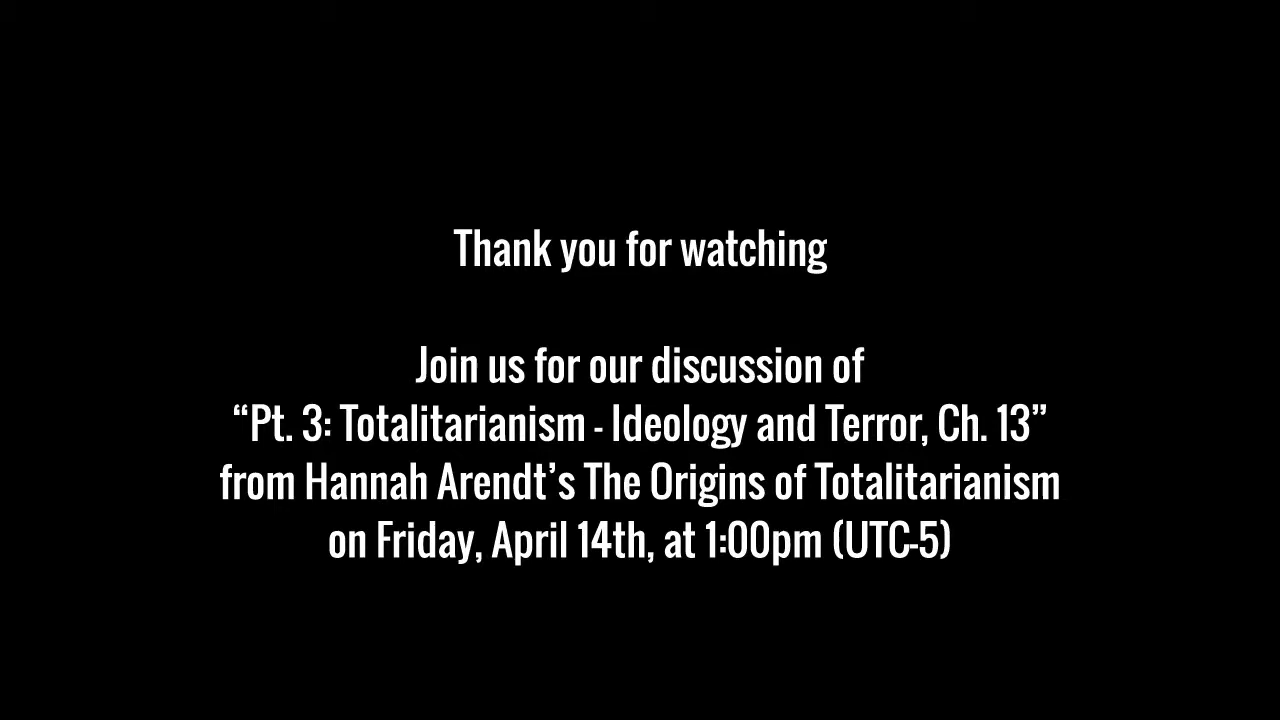 Thank you for watching
Join us for our discussion of
“Pt. 3: Totalitarianism - Ideology and Terror, Ch. 13”
from Hannah Arendt’s The Origins of Totalitarianism
on Friday, April 14th, at 1:00pm (UTC-5)